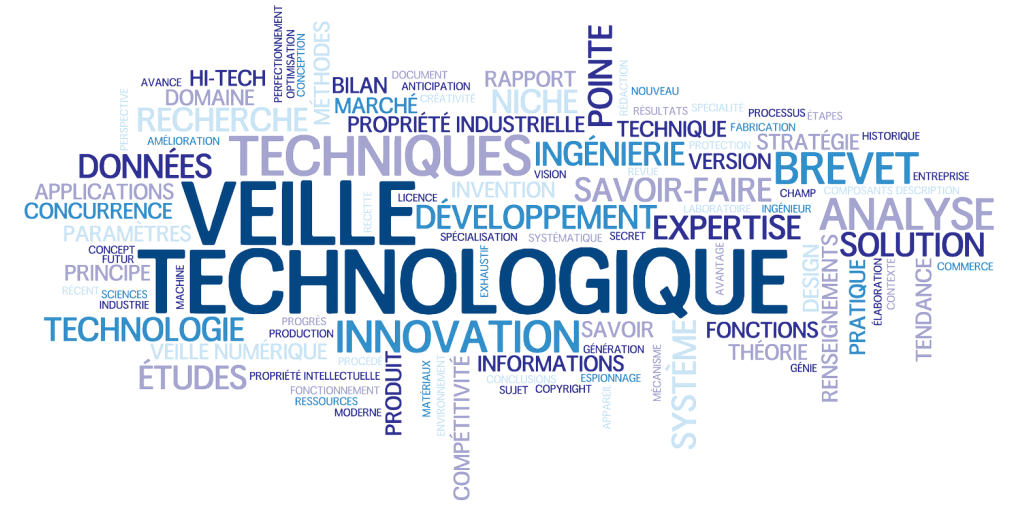 PERFECTIONNEMENT
OPTIMISATION
CONCEPTION
MÉTHODES
POINTE
RÉDACTION
NOUVEAU
AVANCE
HI-TECH
BILAN
DOCUMENT
ANTICIPATION
RAPPORT
PERSPECTIVE
DOMAINE
MARCHÉ
CRÉATIVITÉ
NICHE
RÉSULTATS
SPÉCIALITÉ
PROCESSUS
ÉTAPES
RECHERCHE
PROPRIÉTÉ INDUSTRIELLE
TECHNIQUE
FABRICATION
AMÉLIORATION
TECHNIQUES
INGÉNIERIE
PROTECTION
STRATÉGIE
HISTORIQUE
DONNÉES
VISION
REVUE
VERSION
BREVET
ENTREPRISE
APPLICATIONS
VEILLE
RECETTE
LICENCE
INVENTION
SAVOIR-FAIRE
CHAMP
COMPOSANTS
DESCRIPTION
CONCURRENCE
DÉVELOPPEMENT
LABORATOIRE
INGÉNIEUR
ANALYSE
PARAMÈTRES
SPÉCIALISATION
SYSTÉMATIQUE
SECRET
EXPERTISE
SOLUTION
CONCEPT
FUTUR
TECHNOLOGIQUE
EXHAUSTIF
AVANTAGE
DESIGN
RENSEIGNEMENTS
PRATIQUE
ÉLABORATION
CONTEXTE
TENDANCE
COMMERCE
PRINCIPE
MACHINE
RÉCENT
SCIENCES
INDUSTRIE
TECHNOLOGIE
PROGRÈS
PRODUCTION
INNOVATION
SAVOIR
SYSTÈME
FONCTIONS
VEILLE NUMÉRIQUE
PROCÉDÉ
PRODUIT
MATÉRIAUX
ENVIRONNEMENT
COMPÉTITIVITÉ
INFORMATIONS
GÉNÉRATION
MÉCANISME
THÉORIE
GÉNIE
ÉTUDES
PROPRIÉTÉ INTELLECTUELLE
CONCLUSIONS
ESPIONNAGE
FONCTIONNEMENT
SUJET
COPYRIGHT
APPAREIL
RESSOURCES
MODERNE